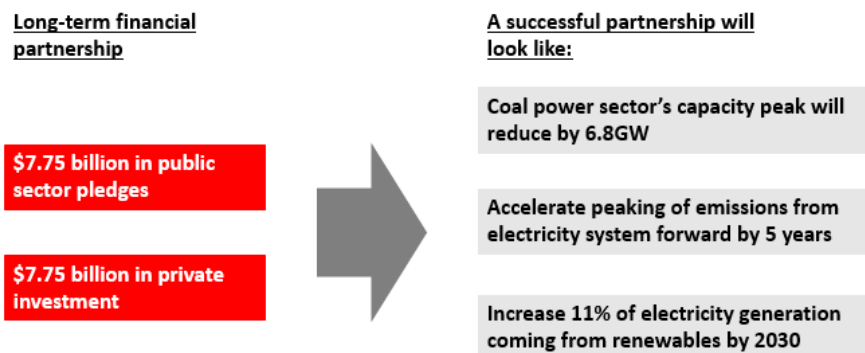 Long-term financial
partnership
$7.75 billion in public
sector pledges
$7.75 billion in private
investment
A successful partnership will
look like:
Coal power sector's capacity peak will
reduce by 6.8GW
Accelerate peaking of emissions from
electricity system forward by 5 years
Increase 11% of electricity generation
coming from renewables by 2030